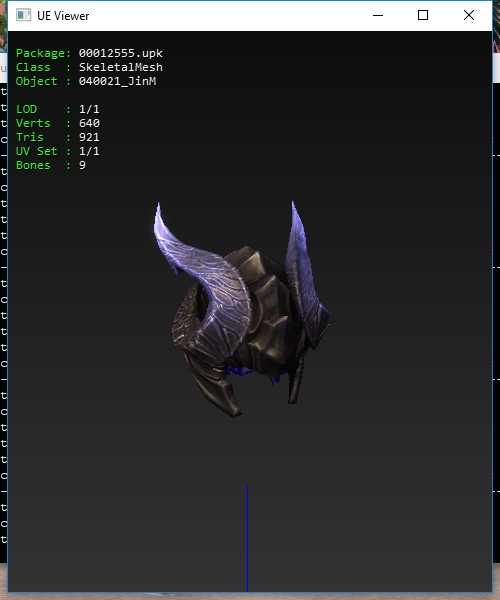 UE Viewer
Package: 00012555.upk
Class : SkeletalMesh
Object : 040021_JinM
LOD : 1/1
Verts : 640
Tris : 921
UV Set : 1/1
Bones : 9